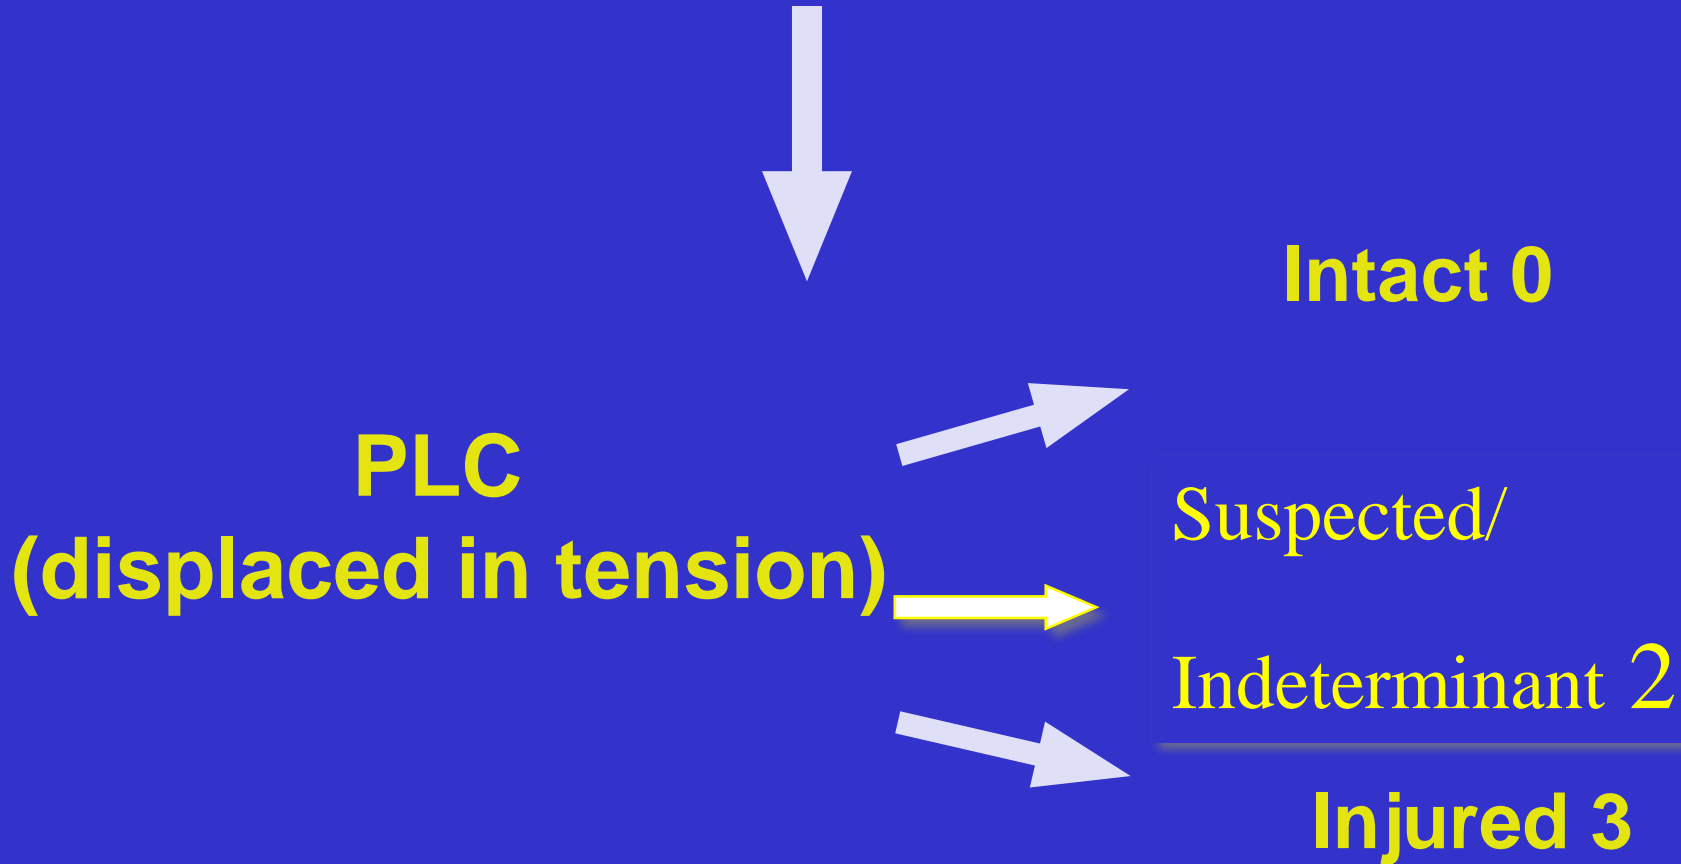 Intact 0
PLC
(displaced in tension)
Suspected/
Indeterminant 2
Injured 3